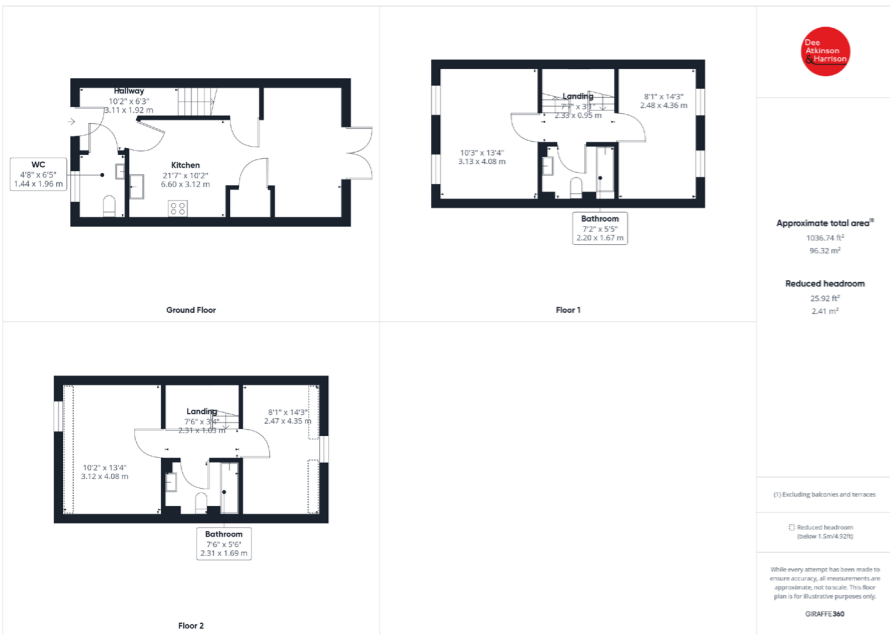 Hallway
10'2" x 6'3"
3.11 x 1.92 m
WC
4'8" x 6'5"
1.44 x 1.96 m
Kitchen
21'7" x 10'2"
6.60 x 3.12 m
Ground Floor
Landing
2.33 x 0.95 m
8'1" x 14'3"
2.48 x 4.36 m
10'3" x 13'4"
3.13 x 4.08 m
Bathroom
7'2" x 5'5"
2.20 x 1.67 m
Floor 1
Landing
7'6" x 3'4"
2.31 x 1.03 m
8'1" x 14'3"
2.47 x 4.35 m
10'2" x 13'4"
3.12 x 4.08 m
Bathroom
7'6" x 5'6"
2.31 x 1.69 m
Floor 2
Dee
Atkinson
& Harrison
Approximate total area⁽¹⁾
1036.74 ft²
96.32 m²
Reduced headroom
25.92 ft²
2.41 m²
(1) Excluding balconies and terraces
Reduced headroom
(below 1.5m/4.92ft)
While every attempt has been made to
ensure accuracy, all measurements are
approximate, not to scale. This floor
plan is for illustrative purposes only.
GIRAFFE360